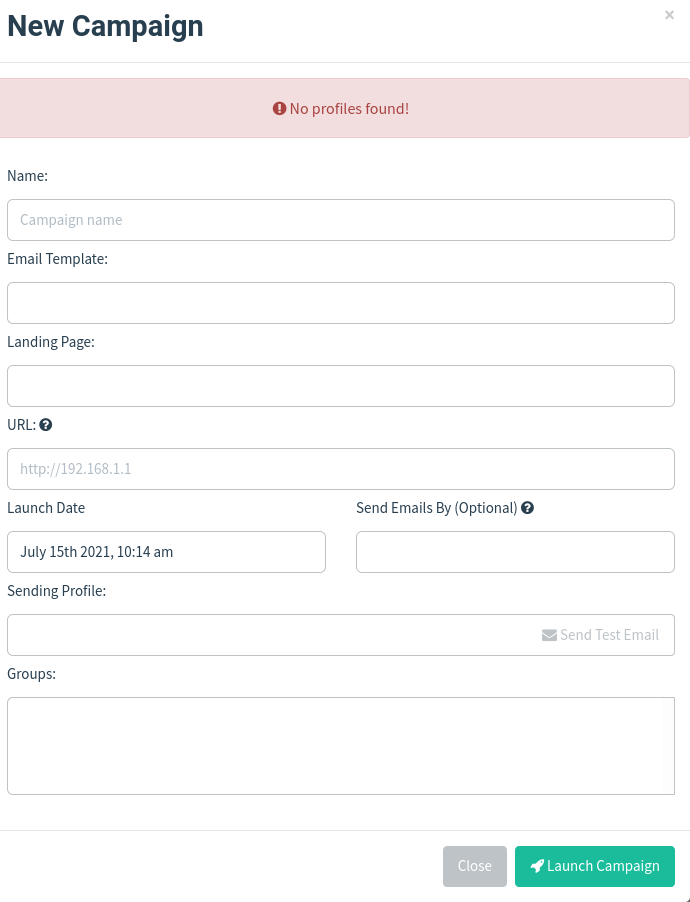 New Campaign
×
No profiles found!
Name:
Campaign name
Email Template:
Landing Page:
URL:
http://192.168.1.1
Launch Date
Send Emails By (Optional)
July 15th 2021, 10:14 am
Sending Profile:
Send Test Email
Groups:
Close
Launch Campaign